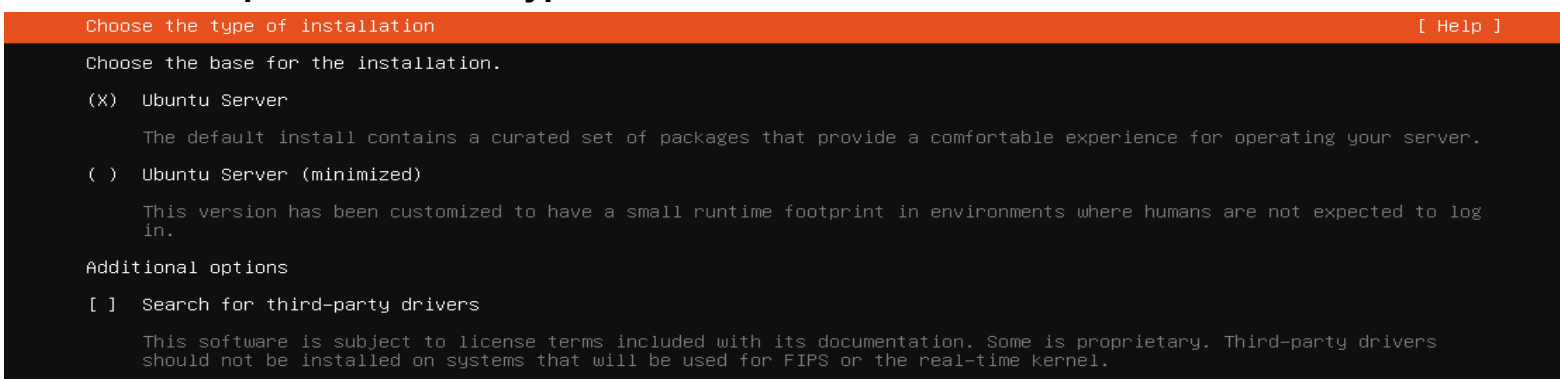 Choose the type of installation [ Help ]
Choose the base for the installation.
(X) Ubuntu Server
The default install contains a curated set of packages that provide a comfortable experience for operating your server.
( ) Ubuntu Server (minimized)
This version has been customized to have a small runtime footprint in environments where humans are not expected to log
in.
Additional options
[ ] Search for third-party drivers
This software is subject to license terms included with its documentation. Some is proprietary. Third-party drivers
should not be installed on systems that will be used for FIPS or the real-time kernel.